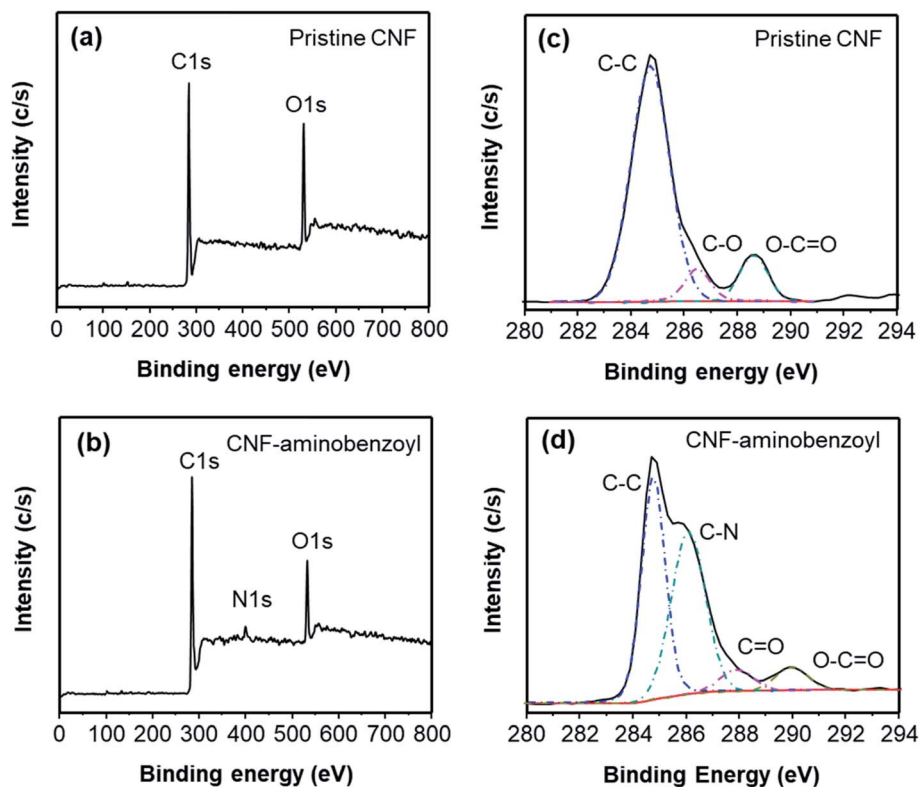 (a)
Pristine CNF
C1s
O1s
Intensity (c/s)
0 100 200 300 400 500 600 700 800
Binding energy (eV)
(c)
Pristine CNF
C-C
C-O
O-C=O
Intensity (c/s)
280 282 284 286 288 290 292 294
Binding energy (eV)
(b)
CNF-aminobenzoyl
C1s
N1s
O1s
Intensity (c/s)
0 100 200 300 400 500 600 700 800
Binding energy (eV)
(d)
CNF-aminobenzoyl
C-C
C-N
C=O
O-C=O
Intensity (c/s)
280 282 284 286 288 290 292 294
Binding Energy (eV)